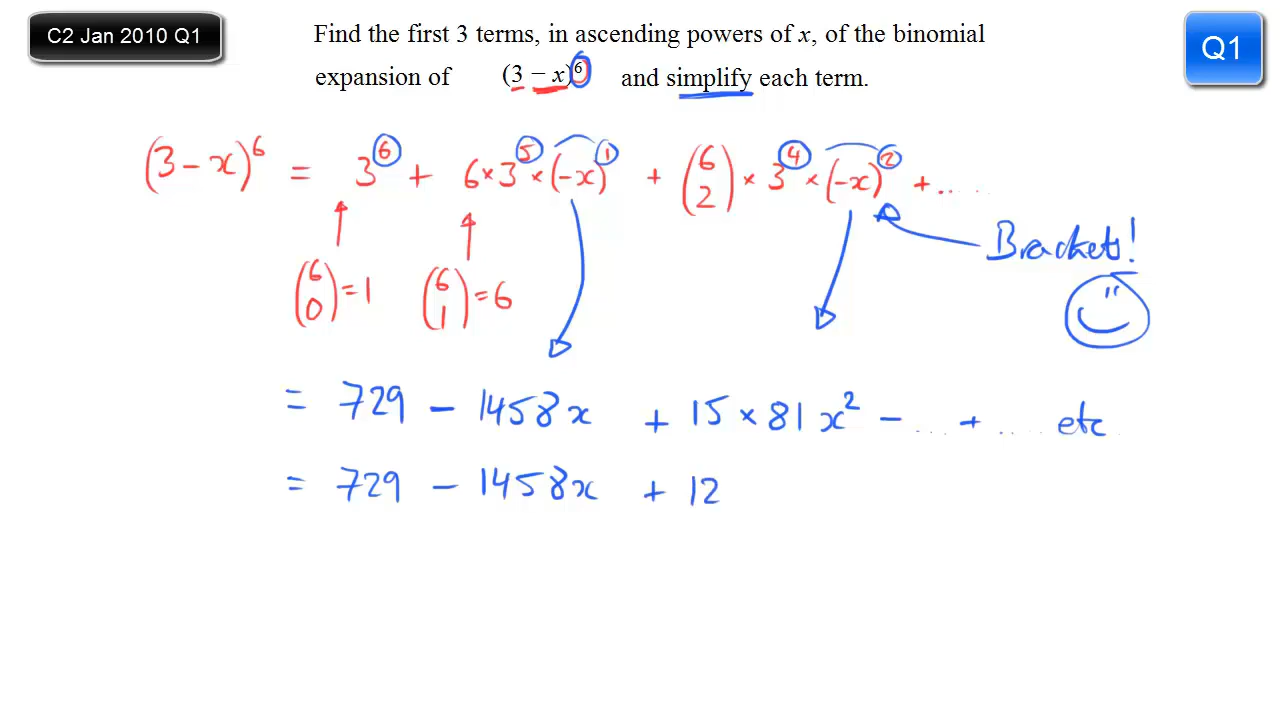 C2 Jan 2010 Q1
Find the first 3 terms, in ascending powers of x, of the binomial
expansion of (3 − x)⁶ and simplify each term.
Q1
(3 − x)⁶ = 3⁶ + 6 × 3⁵ × (−x)¹ + (6 2) × 3⁴ × (−x)² + .....
Brackets!
(6 0) = 1 (6 1) = 6
= 729 − 1458x + 15 × 81x² − .... + .... etc
= 729 − 1458x + 12